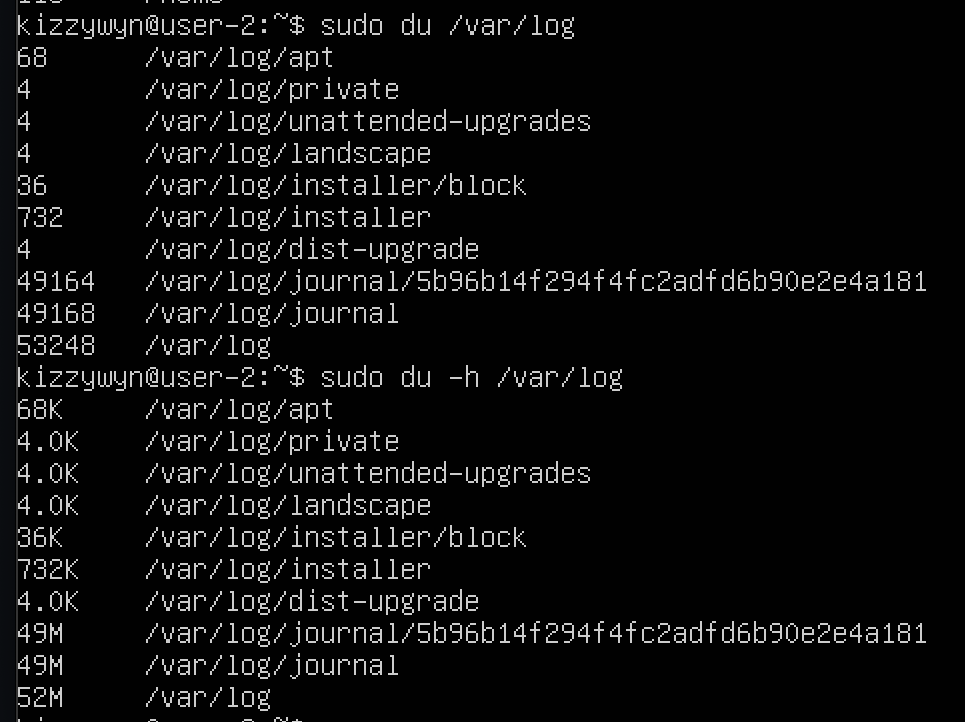 kizzywyn@user-2:~$ sudo du /var/log
68 /var/log/apt
4 /var/log/private
4 /var/log/unattended-upgrades
4 /var/log/landscape
36 /var/log/installer/block
732 /var/log/installer
4 /var/log/dist-upgrade
49164 /var/log/journal/5b96b14f294f4fc2adfd6b90e2e4a181
49168 /var/log/journal
53248 /var/log
kizzywyn@user-2:~$ sudo du -h /var/log
68K /var/log/apt
4.0K /var/log/private
4.0K /var/log/unattended-upgrades
4.0K /var/log/landscape
36K /var/log/installer/block
732K /var/log/installer
4.0K /var/log/dist-upgrade
49M /var/log/journal/5b96b14f294f4fc2adfd6b90e2e4a181
49M /var/log/journal
52M /var/log